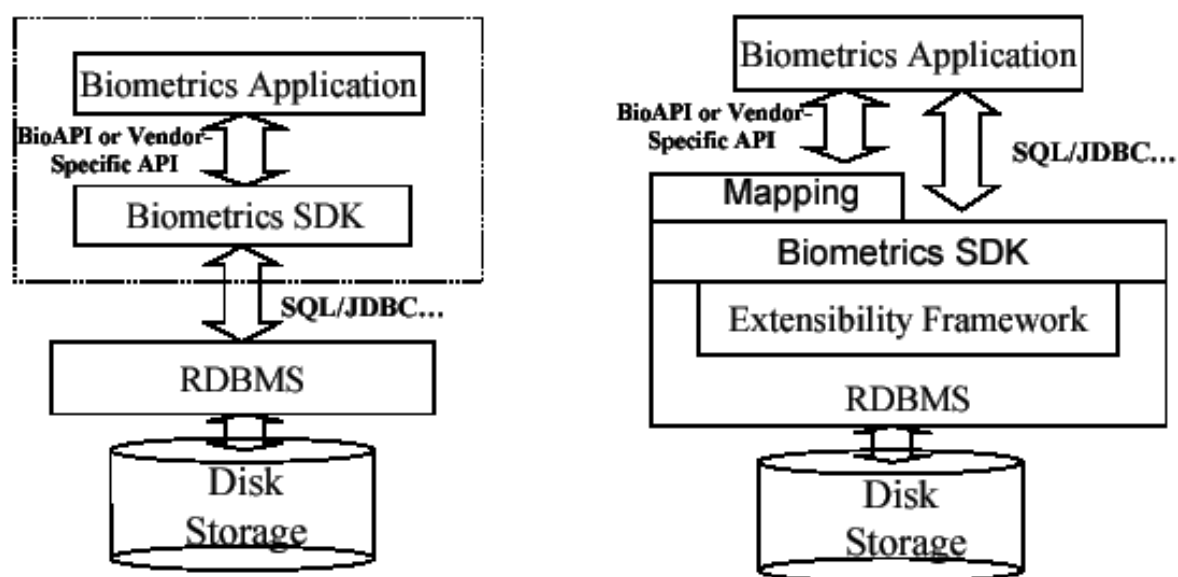 Biometrics Application
BioAPI or Vendor-
Specific API
Biometrics SDK
SQL/JDBC...
RDBMS
Disk
Storage
Biometrics Application
BioAPI or Vendor-
Specific API
SQL/JDBC...
Mapping
Biometrics SDK
Extensibility Framework
RDBMS
Disk
Storage